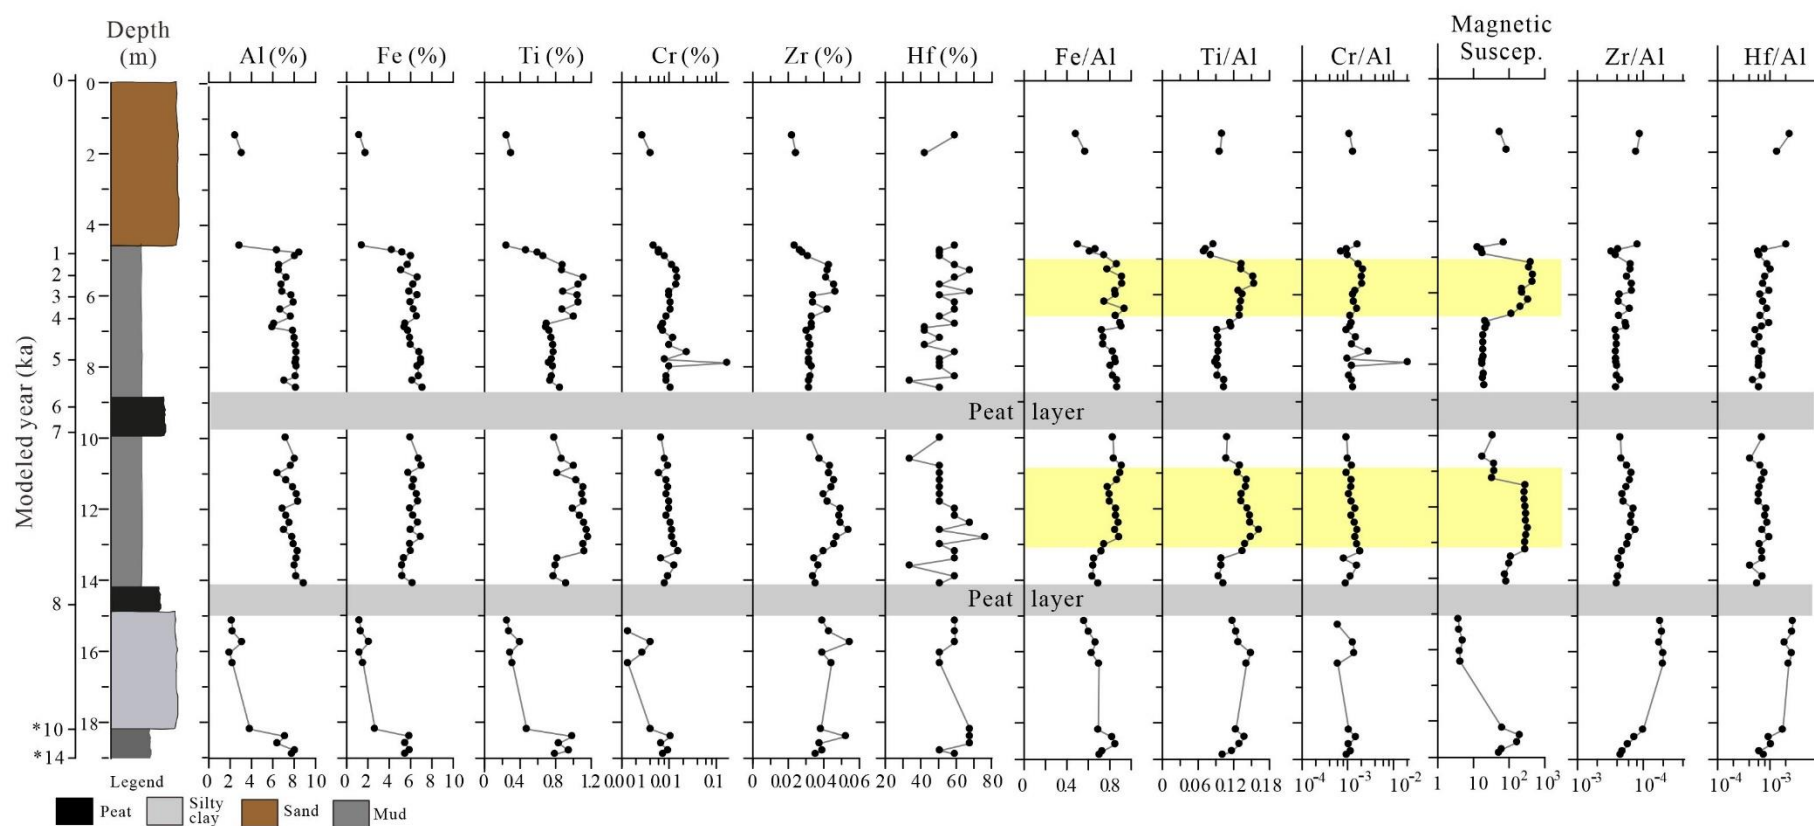 Depth
(m)
Al (%)
Fe (%)
Ti (%)
Cr (%)
Zr (%)
Hf (%)
Fe/Al
Ti/Al
Cr/Al
Magnetic
Suscep.
Zr/Al
Hf/Al
Modeled year (ka)
0
1
2
3
4
5
6
7
8
*10
*14
0
2
4
6
8
10
12
14
16
18
Peat layer
Peat layer
0 2 4 6 8 10
0 2 4 6 8 10
0 0.4 0.8 1.2
0.001 0.01 0.1
0 0.02 0.04 0.06
20 40 60 80
0 0.4 0.8
0 0.06 0.12 0.18
10⁻⁴ 10⁻³ 10⁻²
1 10 10² 10³
10⁻³ 10⁻⁴
10⁻⁴ 10⁻³
Legend
Peat
Silty
clay
Sand
Mud